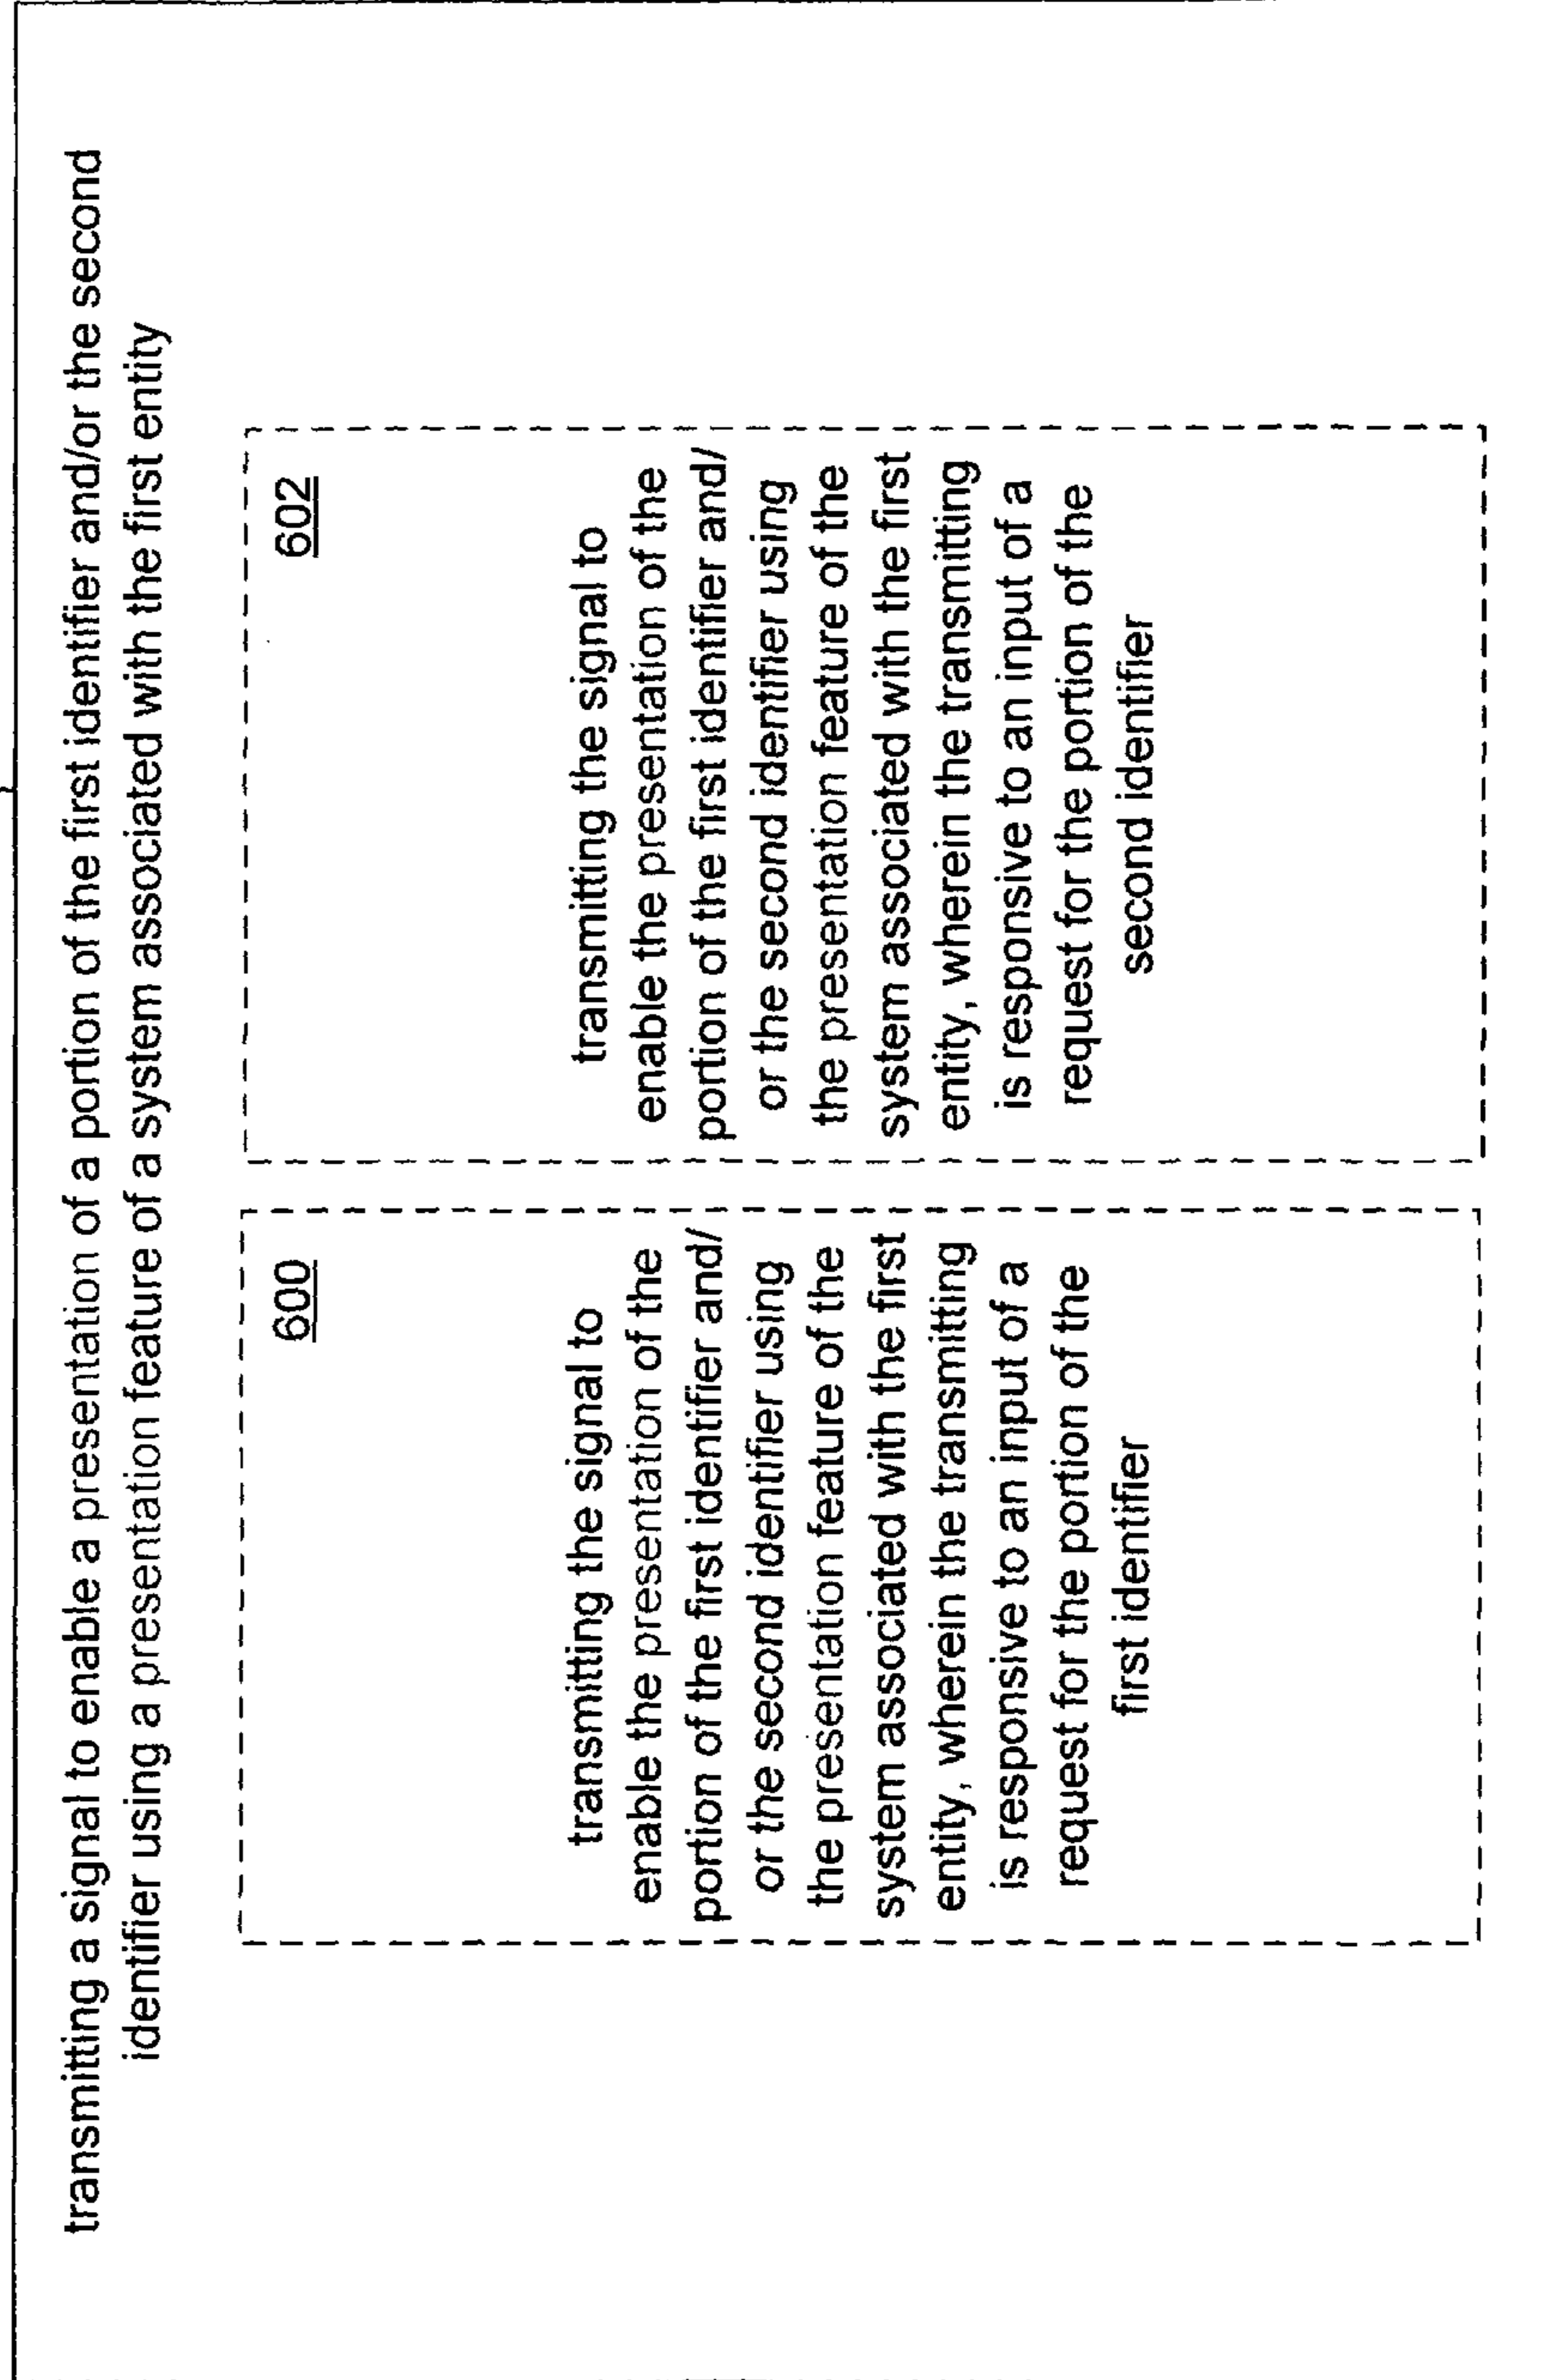 transmitting a signal to enable a presentation of a portion of the first identifier and/or the second
identifier using a presentation feature of a system associated with the first entity
600
transmitting the signal to
enable the presentation of the
portion of the first identifier and/
or the second identifier using
the presentation feature of the
system associated with the first
entity, wherein the transmitting
is responsive to an input of a
request for the portion of the
first identifier
602
transmitting the signal to
enable the presentation of the
portion of the first identifier and/
or the second identifier using
the presentation feature of the
system associated with the first
entity, wherein the transmitting
is responsive to an input of a
request for the portion of the
second identifier